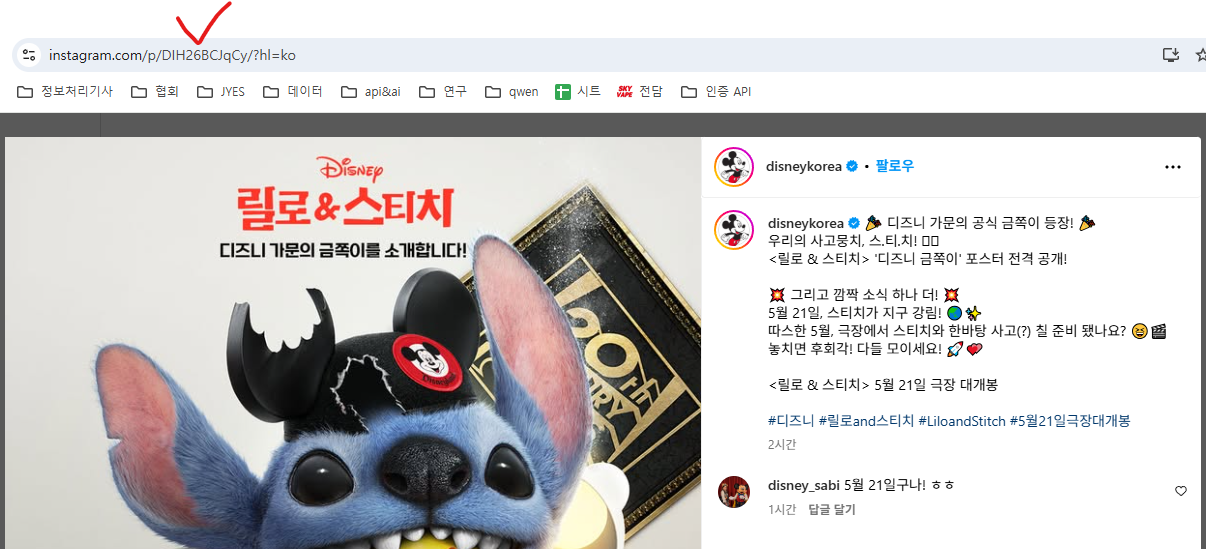 instagram.com/p/DIH26BCJqCy/?hl=ko
정보처리기사 협회 JYES 데이터 api&ai 연구 qwen 시트 SKY VAPE 전담 인증 API
Disney
릴로&스티치
디즈니 가문의 금쪽이를 소개합니다!
100TH
disneykorea • 팔로우
disneykorea 디즈니 가문의 공식 금쪽이 등장!
우리의 사고뭉치, 스.티.치!
<릴로 & 스티치> '디즈니 금쪽이' 포스터 전격 공개!
💥 그리고 깜짝 소식 하나 더! 💥
5월 21일, 스티치가 지구 강림! 🌏✨
따스한 5월, 극장에서 스티치와 한바탕 사고(?) 칠 준비 됐나요? 😆🎬
놓치면 후회각! 다들 모이세요! 🚀💖
<릴로 & 스티치> 5월 21일 극장 대개봉
#디즈니 #릴로and스티치 #LiloandStitch #5월21일극장대개봉
2시간
disney_sabi 5월 21일구나! ㅎㅎ
1시간 답글 달기